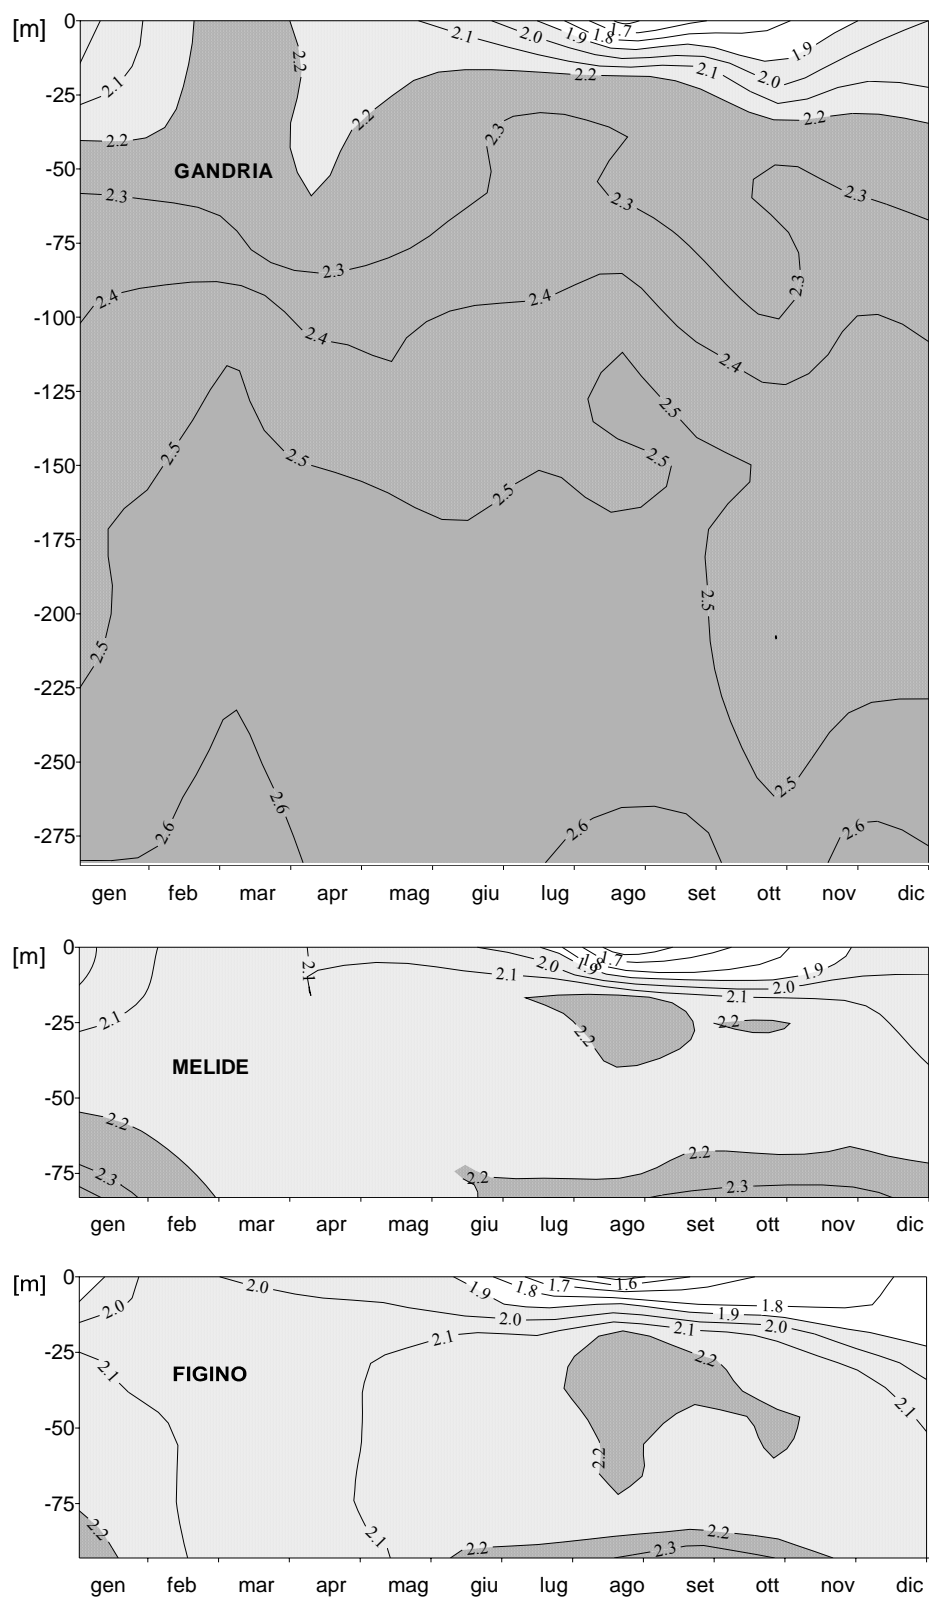 [m]
0
-25
-50
-75
-100
-125
-150
-175
-200
-225
-250
-275
GANDRIA
2.1 2.0 1.9 1.8 1.7 1.9
2.1 2.2 2.2 2.1 2.0
2.2 2.2 2.3 2.2
2.3 2.3 2.3
2.3 2.3
2.4 2.4 2.4 2.4
2.5
2.5 2.5 2.5 2.5
2.5 2.5
2.5
2.6 2.6 2.6 2.6
gen feb mar apr mag giu lug ago set ott nov dic
[m]
0
-25
-50
-75
MELIDE
2.1 2.1 2.0 1.9 1.8 1.7 1.9
2.0
2.1 2.1
2.2 2.2
2.2 2.2
2.3 2.2 2.3
gen feb mar apr mag giu lug ago set ott nov dic
[m]
0
-25
-50
-75
FIGINO
2.0 2.0 1.9 1.8 1.7 1.6 1.8
2.0 1.9
2.1 2.1 2.1 2.0
2.2
2.1
2.2
2.2 2.1 2.2 2.3 2.2
gen feb mar apr mag giu lug ago set ott nov dic